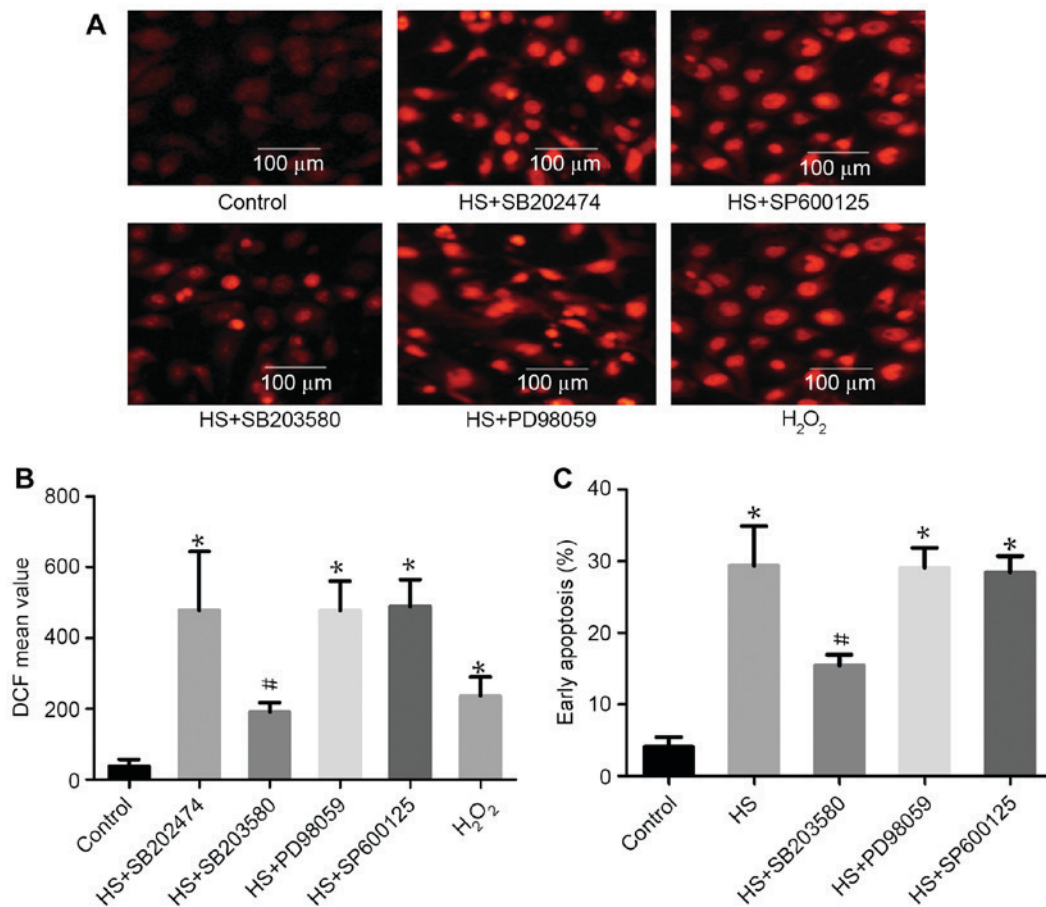 A
100 μm
100 μm
100 μm
Control
HS+SB202474
HS+SP600125
100 μm
100 μm
100 μm
HS+SB203580
HS+PD98059
H₂O₂
B
800
600
400
200
0
DCF mean value
*
#
*
*
*
Control
HS+SB202474
HS+SB203580
HS+PD98059
HS+SP600125
H₂O₂
C
40
30
20
10
0
Early apoptosis (%)
*
#
*
*
Control
HS
HS+SB203580
HS+PD98059
HS+SP600125